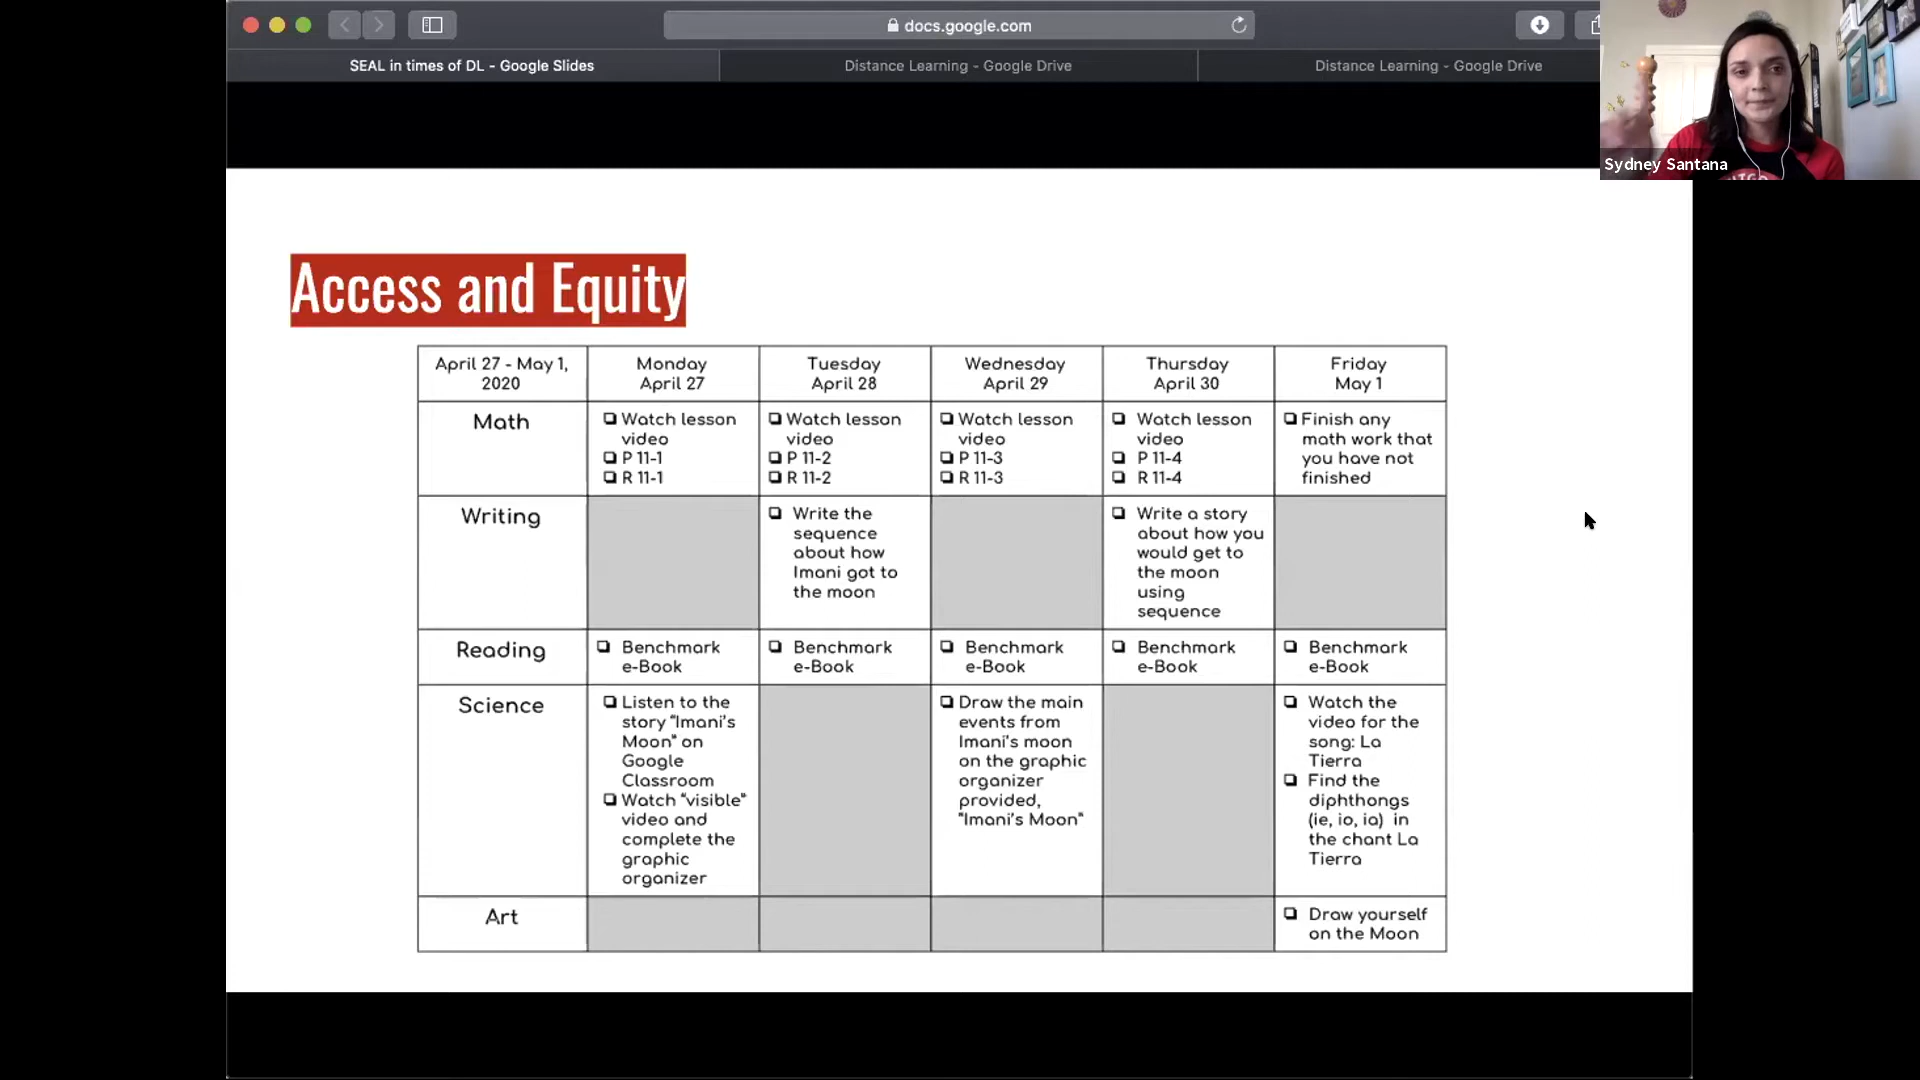 docs.google.com
SEAL in times of DL - Google Slides
Distance Learning - Google Drive
Distance Learning - Google Drive
Sydney Santana
Access and Equity
April 27 - May 1,
2020
Monday
April 27
Tuesday
April 28
Wednesday
April 29
Thursday
April 30
Friday
May 1
Math
Watch lesson
video
P 11-1
R 11-1
Watch lesson
video
P 11-2
R 11-2
Watch lesson
video
P 11-3
R 11-3
Watch lesson
video
P 11-4
R 11-4
Finish any
math work that
you have not
finished
Writing
Write the
sequence
about how
Imani got to
the moon
Write a story
about how you
would get to
the moon
using
sequence
Reading
Benchmark
e-Book
Benchmark
e-Book
Benchmark
e-Book
Benchmark
e-Book
Benchmark
e-Book
Science
Listen to the
story "Imani's
Moon" on
Google
Classroom
Watch "visible"
video and
complete the
graphic
organizer
Draw the main
events from
Imani's moon
on the graphic
organizer
provided,
"Imani's Moon"
Watch the
video for the
song: La
Tierra
Find the
diphthongs
(ie, io, ia) in
the chant La
Tierra
Art
Draw yourself
on the Moon